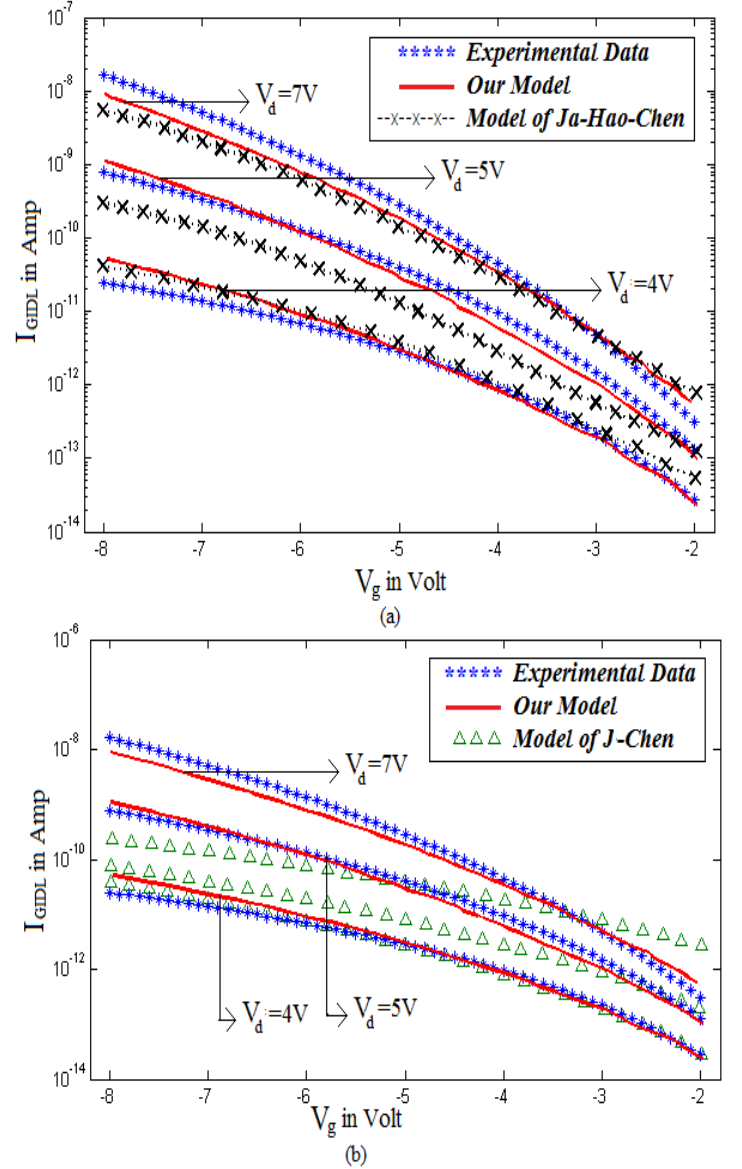 10^-7
10^-8
10^-9
10^-10
10^-11
10^-12
10^-13
10^-14
I_GIDL in Amp
***** Experimental Data
Our Model
--x--x--x-- Model of Ja-Hao-Chen
V_d=7V
V_d=5V
V_d=4V
-8 -7 -6 -5 -4 -3 -2
V_g in Volt
(a)
10^-6
10^-8
10^-10
10^-12
10^-14
I_GIDL in Amp
***** Experimental Data
Our Model
△△△ Model of J-Chen
V_d=7V
V_d=4V V_d=5V
-8 -7 -6 -5 -4 -3 -2
V_g in Volt
(b)